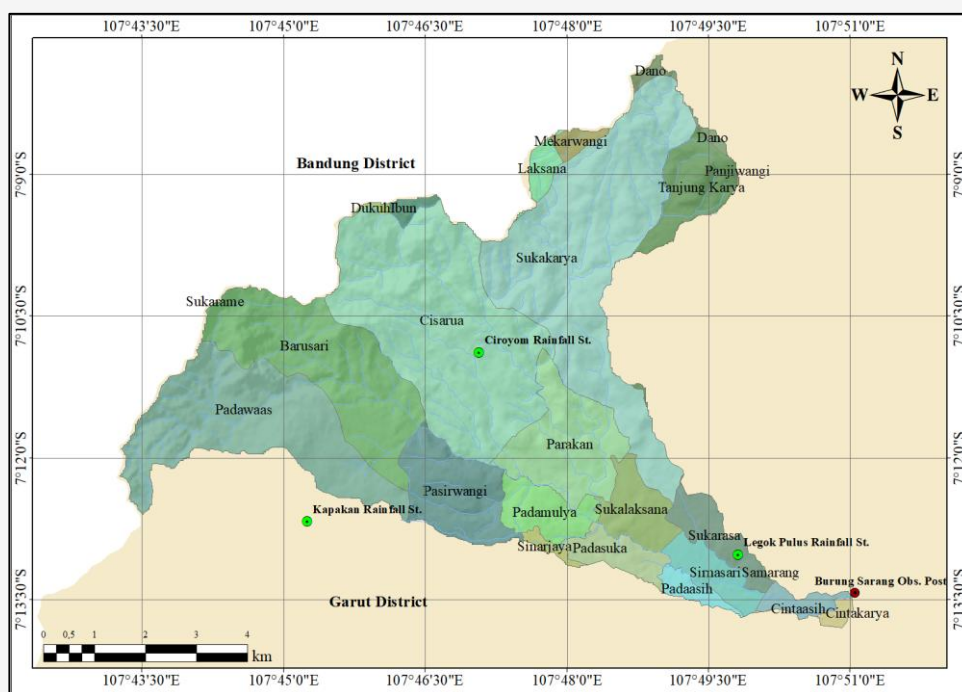 107°43'30"E 107°45'0"E 107°46'30"E 107°48'0"E 107°49'30"E 107°51'0"E
N
W E
S
Dano
Mekarwangi
Dano
Bandung District
Laksana
Panjiwangi
7°9'0"S 7°9'0"S
Tanjung Karya
DukuhIbun
Sukakarya
Sukarame
7°10'30"S 7°10'30"S
Cisarua
Barusari
Ciroyom Rainfall St.
Padawaas
Parakan
7°12'0"S 7°12'0"S
Pasirwangi
Kapakan Rainfall St.
Padamulya
Sukalaksana
Sukarasa
Sinarjaya
Padasuka
Legok Pulus Rainfall St.
Sirnasari
Samarang
Padaasih
Burung Sarang Obs. Post
7°13'30"S 7°13'30"S
Garut District
Cintaasih
Cintakarya
0 0,5 1 2 3 4
km
107°43'30"E 107°45'0"E 107°46'30"E 107°48'0"E 107°49'30"E 107°51'0"E